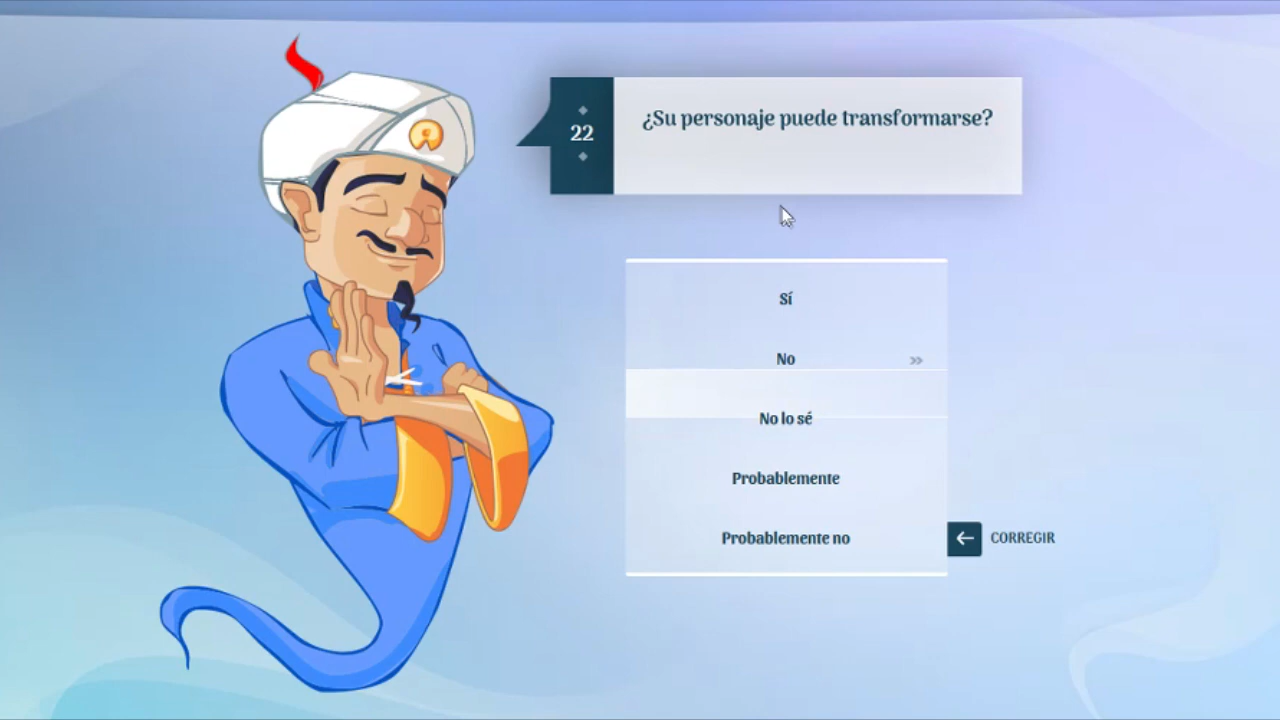 22
¿Su personaje puede transformarse?
Sí
No
No lo sé
Probablemente
Probablemente no
CORREGIR